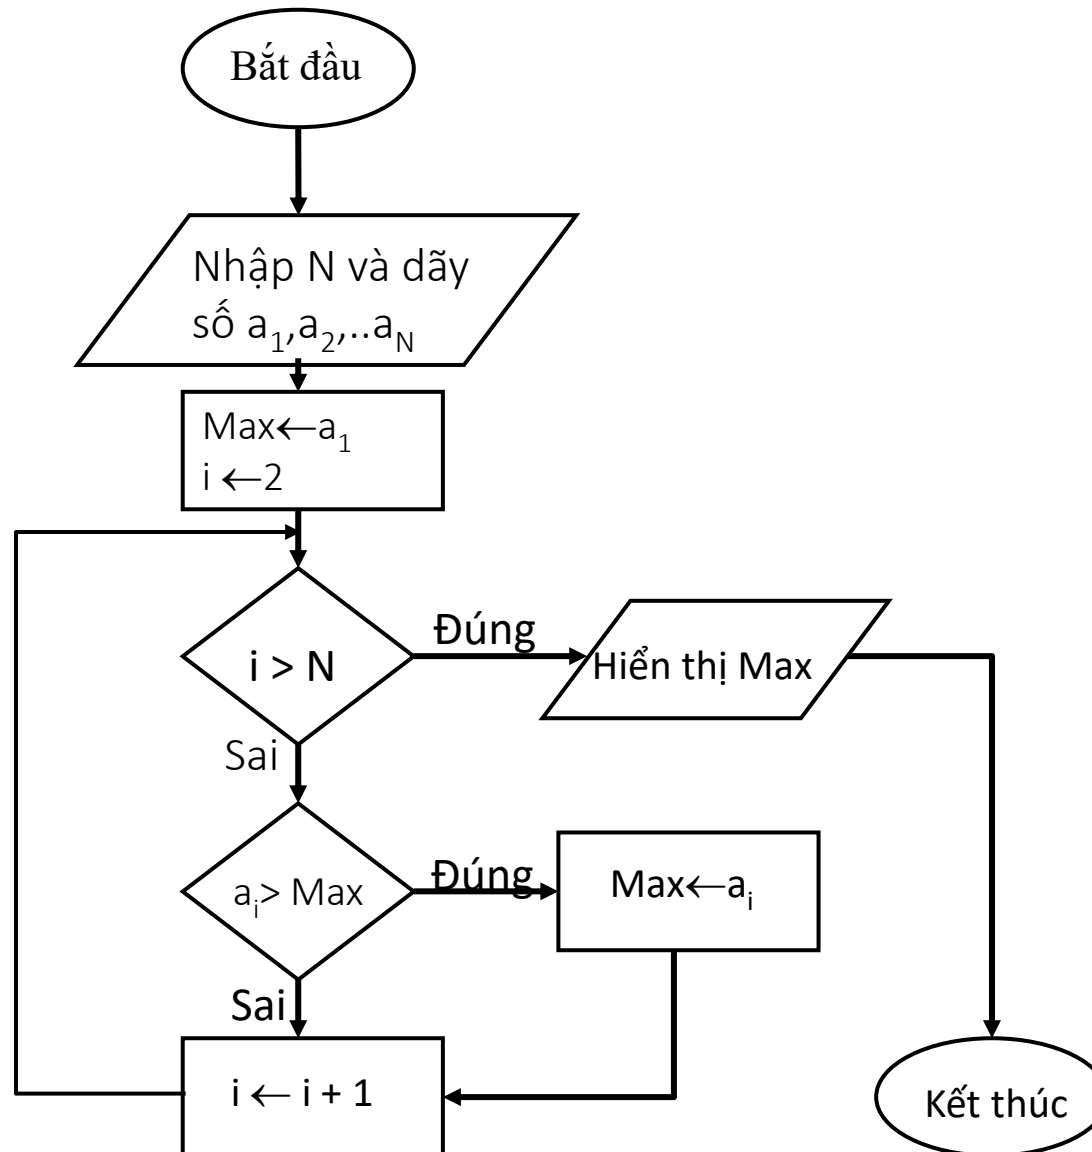 Bắt đầu
Nhập N và dãy
số a₁,a₂,..aN
Max←a₁
i ←2
i > N
Đúng
Hiển thị Max
Sai
aᵢ> Max
Đúng
Max←aᵢ
Sai
i ← i + 1
Kết thúc